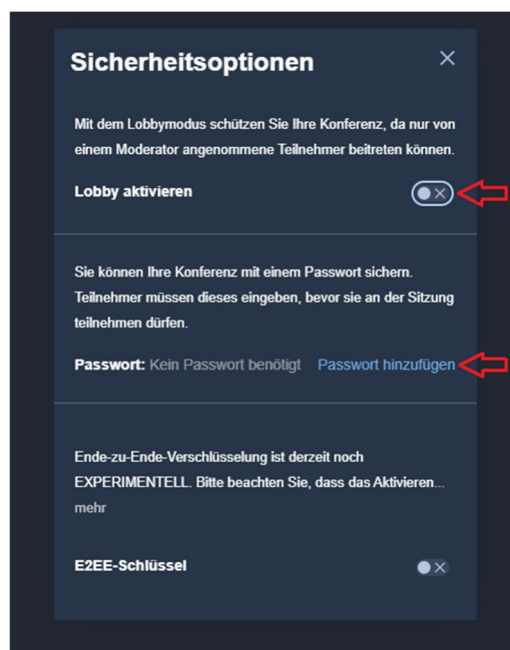 Sicherheitsoptionen
Mit dem Lobbymodus schützen Sie Ihre Konferenz, da nur von
einem Moderator angenommene Teilnehmer beitreten können.
Lobby aktivieren
Sie können Ihre Konferenz mit einem Passwort sichern.
Teilnehmer müssen dieses eingeben, bevor sie an der Sitzung
teilnehmen dürfen.
Passwort: Kein Passwort benötigt Passwort hinzufügen
Ende-zu-Ende-Verschlüsselung ist derzeit noch
EXPERIMENTELL. Bitte beachten Sie, dass das Aktivieren...
mehr
E2EE-Schlüssel